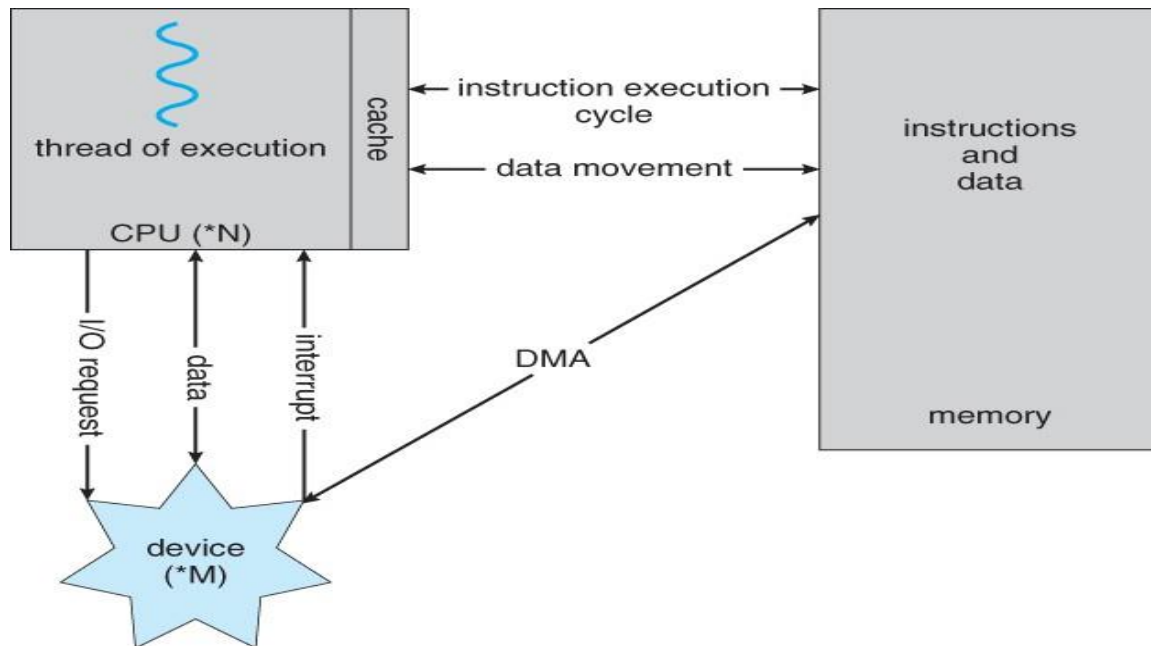 thread of execution
CPU (*N)
cache
instruction execution
cycle
data movement
instructions
and
data
memory
I/O request
data
interrupt
DMA
device
(*M)